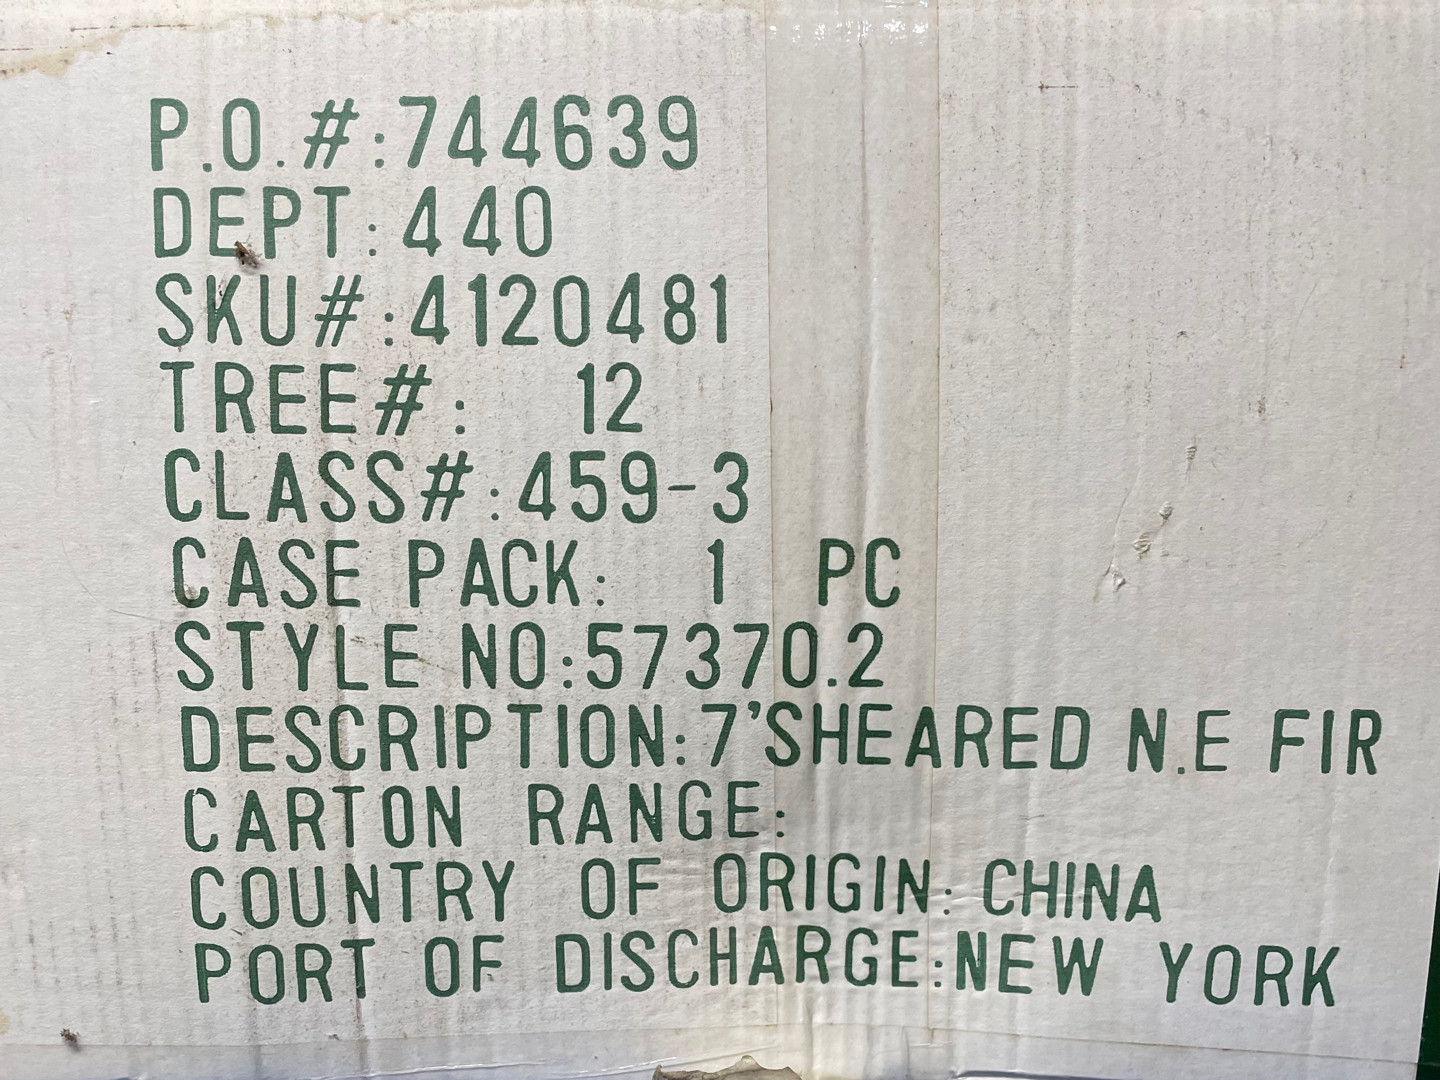 P.O.#:744639
DEPT:440
SKU#:4120481
TREE#: 12
CLASS#:459-3
CASE PACK: 1 PC
STYLE NO:57370.2
DESCRIPTION:7'SHEARED N.E FIR
CARTON RANGE:
COUNTRY OF ORIGIN:CHINA
PORT OF DISCHARGE:NEW YORK